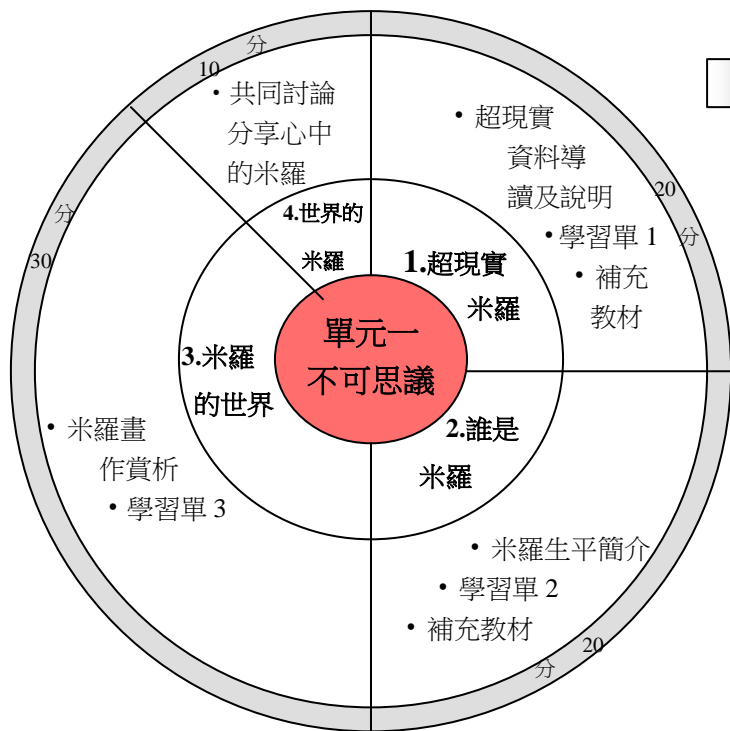 單元一
不可思議
1.超現實
米羅
• 超現實
資料導
讀及說明
• 學習單 1
• 補充
教材
20
分
2.誰是
米羅
• 米羅生平簡介
• 學習單 2
• 補充教材
20
分
3.米羅
的世界
• 米羅畫
作賞析
• 學習單 3
30
分
4.世界的
米羅
• 共同討論
分享心中
的米羅
10
分